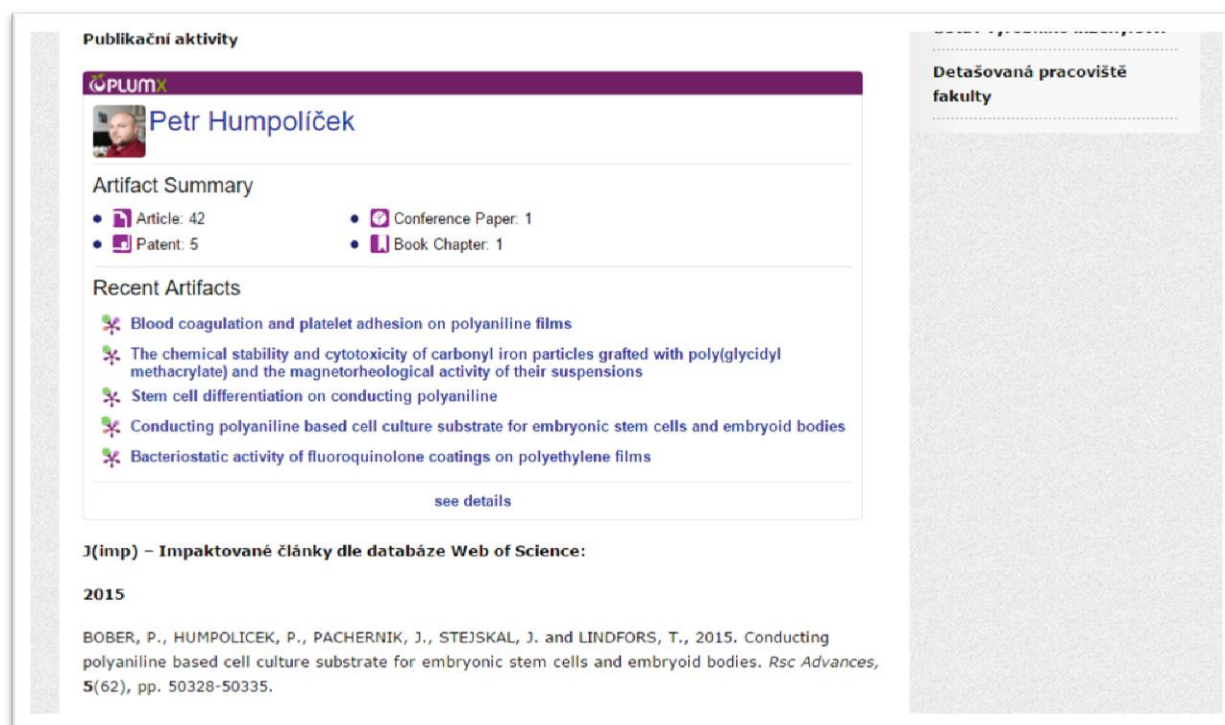 Publikační aktivity
PLUMX
Petr Humpolíček
Artifact Summary
Article: 42
Conference Paper: 1
Patent: 5
Book Chapter: 1
Recent Artifacts
Blood coagulation and platelet adhesion on polyaniline films
The chemical stability and cytotoxicity of carbonyl iron particles grafted with poly(glycidyl
methacrylate) and the magnetorheological activity of their suspensions
Stem cell differentiation on conducting polyaniline
Conducting polyaniline based cell culture substrate for embryonic stem cells and embryoid bodies
Bacteriostatic activity of fluoroquinolone coatings on polyethylene films
see details
J(imp) – Impaktované články dle databáze Web of Science:
2015
BOBER, P., HUMPOLICEK, P., PACHERNIK, J., STEJSKAL, J. and LINDFORS, T., 2015. Conducting
polyaniline based cell culture substrate for embryonic stem cells and embryoid bodies. Rsc Advances,
5(62), pp. 50328-50335.
Detašovaná pracoviště
fakulty